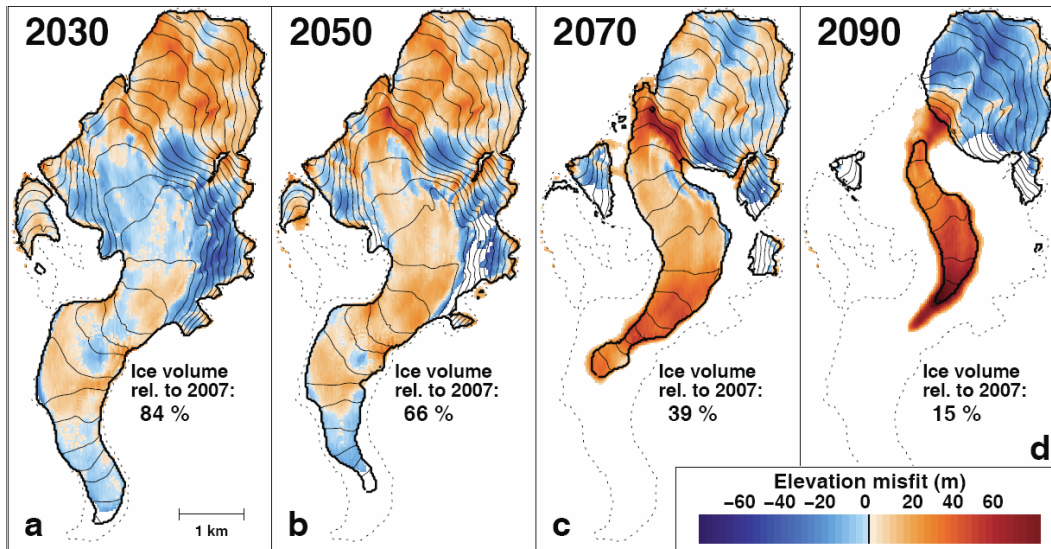 2030
2050
2070
2090
Ice volume
rel. to 2007:
84 %
Ice volume
rel. to 2007:
66 %
Ice volume
rel. to 2007:
39 %
Ice volume
rel. to 2007:
15 %
a
1 km
b
c
d
Elevation misfit (m)
−60 −40 −20 0 20 40 60